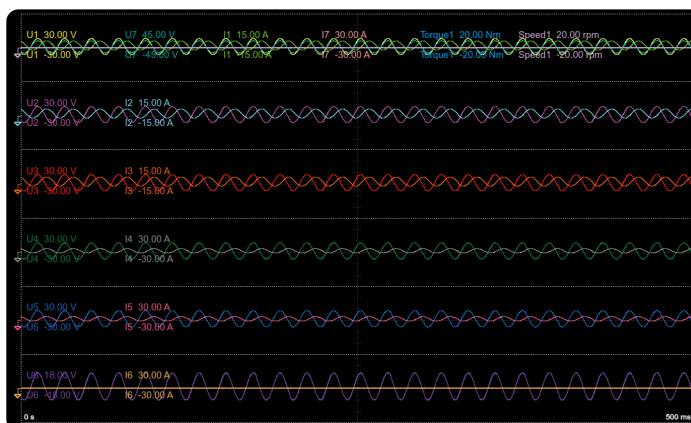 U1 30.00 V U7 45.00 V I1 15.00 A I7 30.00 A Torque1 20.00 Nm Speed1 20.00 rpm
U1 -30.00 V U7 -45.00 V I1 -15.00 A I7 -30.00 A Torque1 -20.00 Nm Speed1 -20.00 rpm
U2 30.00 V I2 15.00 A
U2 -30.00 V I2 -15.00 A
U3 30.00 V I3 15.00 A
U3 -30.00 V I3 -15.00 A
U4 30.00 V I4 30.00 A
U4 -30.00 V I4 -30.00 A
U5 30.00 V I5 30.00 A
U5 -30.00 V I5 -30.00 A
U6 18.00 V I6 30.00 A
U6 -18.00 V I6 -30.00 A
0 s 500 ms